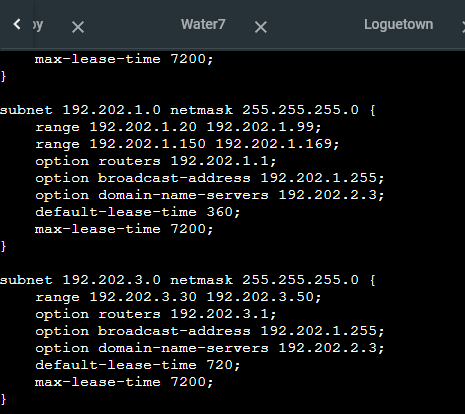 Water7
Loguetown
max-lease-time 7200;
}
subnet 192.202.1.0 netmask 255.255.255.0 {
range 192.202.1.20 192.202.1.99;
range 192.202.1.150 192.202.1.169;
option routers 192.202.1.1;
option broadcast-address 192.202.1.255;
option domain-name-servers 192.202.2.3;
default-lease-time 360;
max-lease-time 7200;
}
subnet 192.202.3.0 netmask 255.255.255.0 {
range 192.202.3.30 192.202.3.50;
option routers 192.202.3.1;
option broadcast-address 192.202.1.255;
option domain-name-servers 192.202.2.3;
default-lease-time 720;
max-lease-time 7200;
}